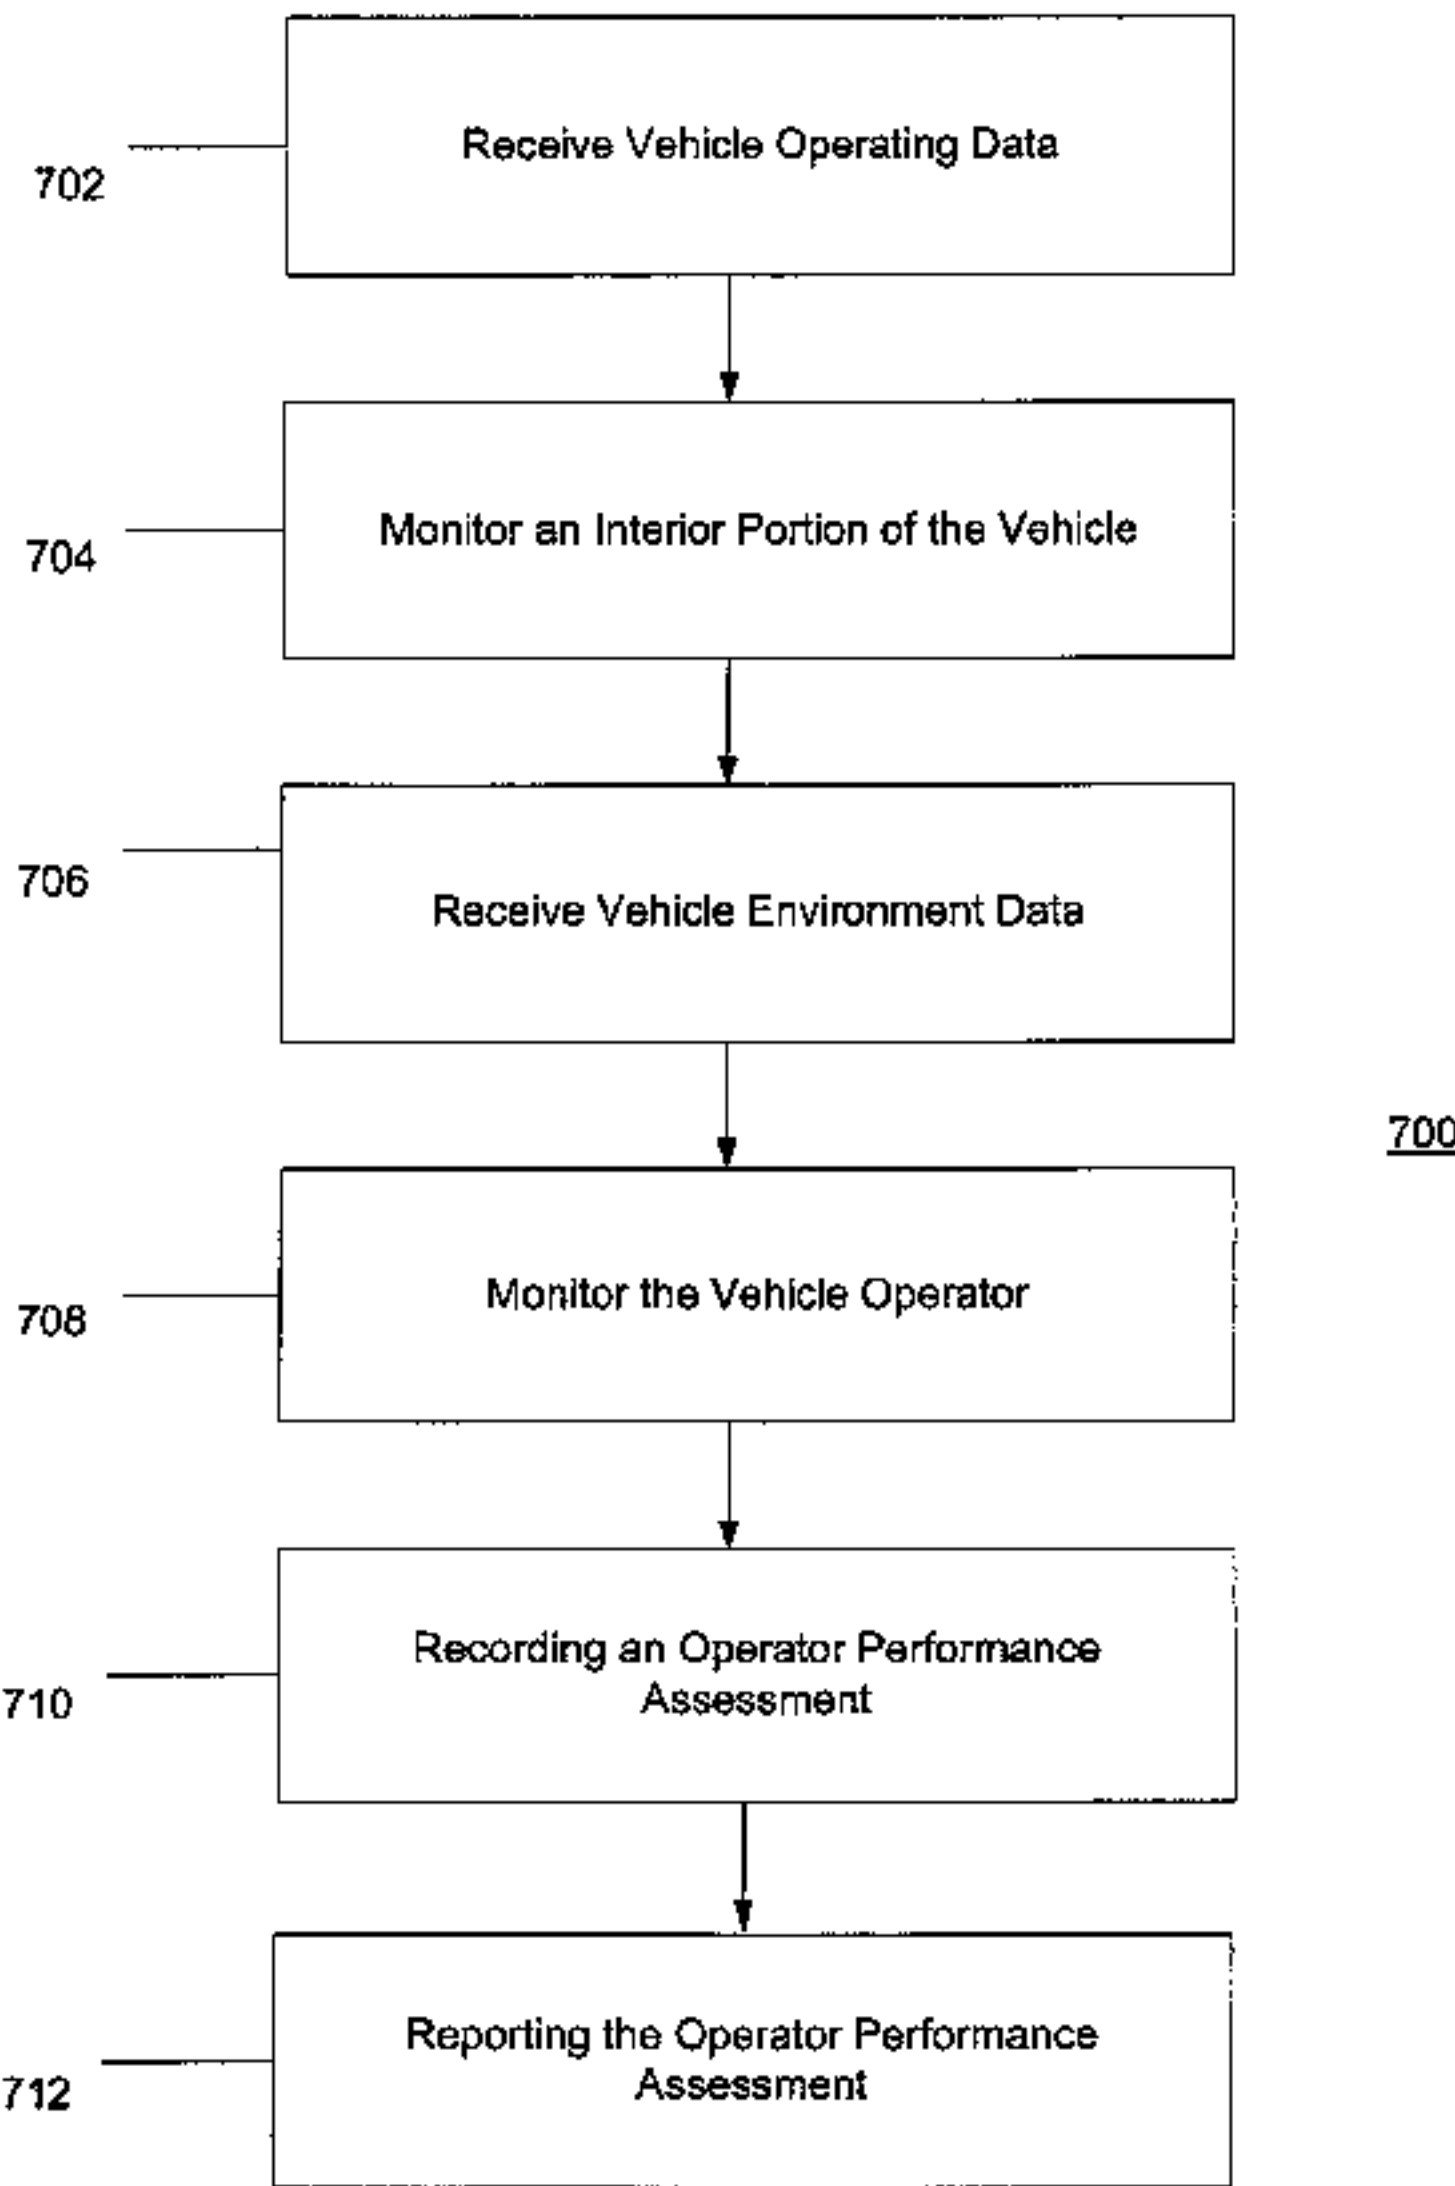 Receive Vehicle Operating Data
702
Monitor an Interior Portion of the Vehicle
704
706
Receive Vehicle Environment Data
700
Monitor the Vehicle Operator
708
Recording an Operator Performance
Assessment
710
Reporting the Operator Performance
Assessment
712